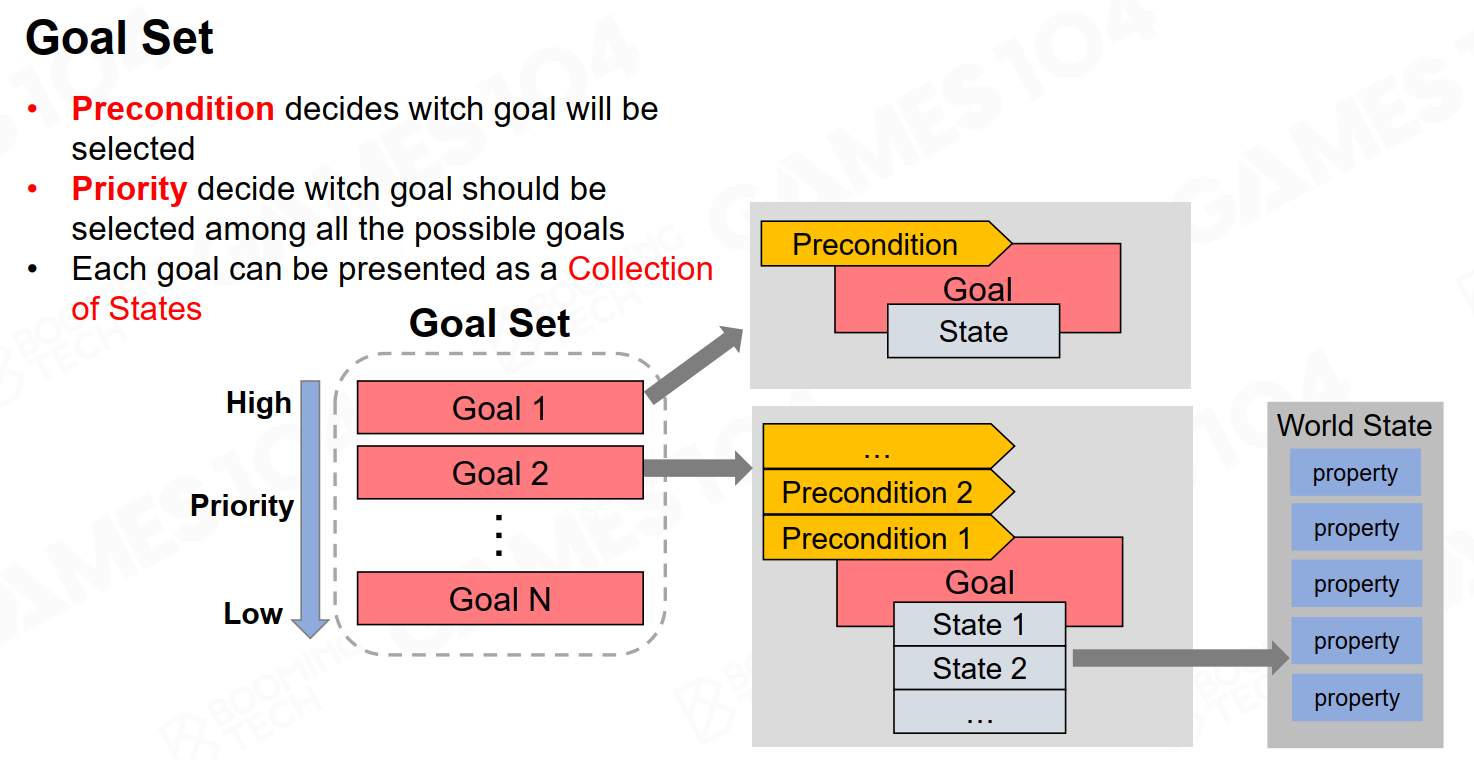 Goal Set
• Precondition decides witch goal will be
selected
• Priority decide witch goal should be
selected among all the possible goals
• Each goal can be presented as a Collection
of States
Goal Set
High
Priority
Low
Goal 1
Goal 2
⋮
Goal N
Precondition
Goal
State
...
Precondition 2
Precondition 1
Goal
State 1
State 2
...
World State
property
property
property
property
property
GAMES 104
BOOMING
TECH